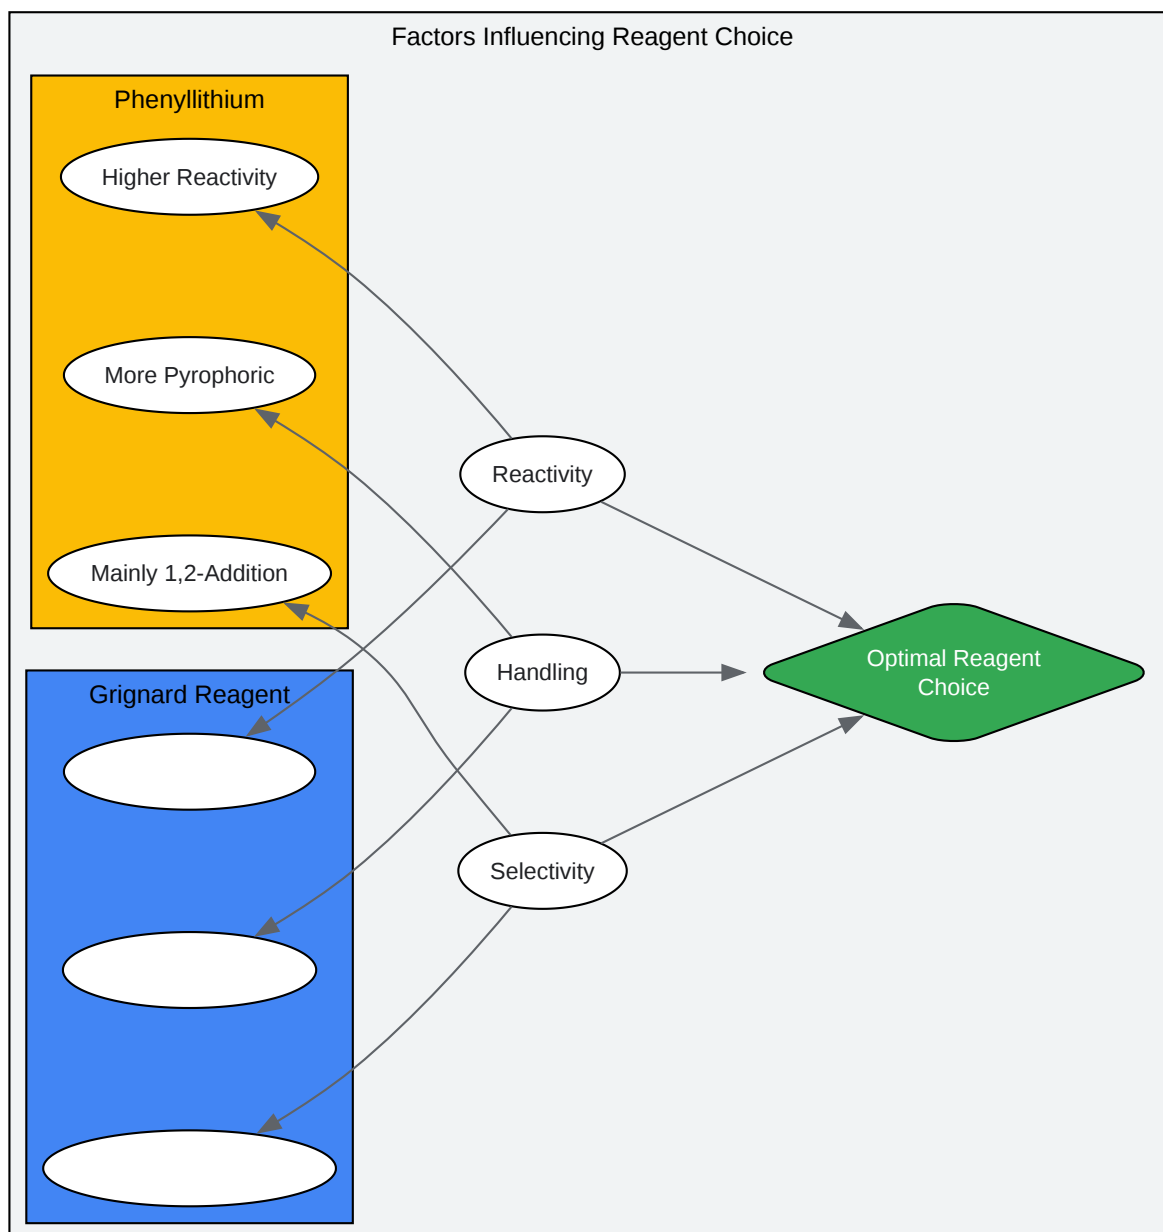 Factors Influencing Reagent Choice
Phenyllithium
Higher Reactivity
More Pyrophoric
Mainly 1,2-Addition
Grignard Reagent
Reactivity
Handling
Selectivity
Optimal Reagent
Choice